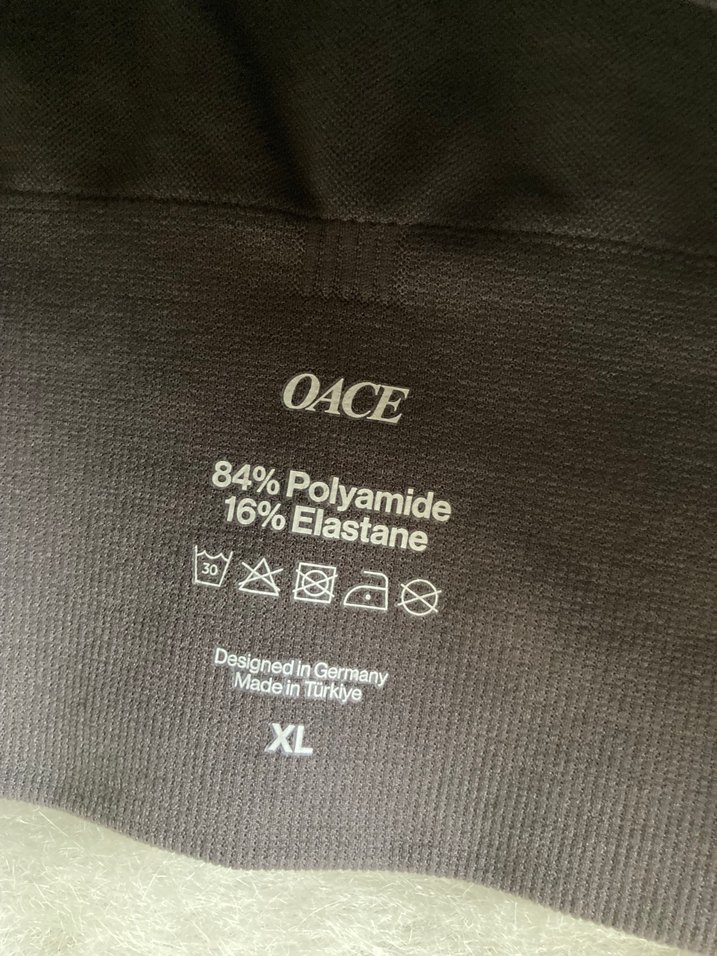 OACE
84% Polyamide
16% Elastane
30
Designed in Germany
Made in Türkiye
XL